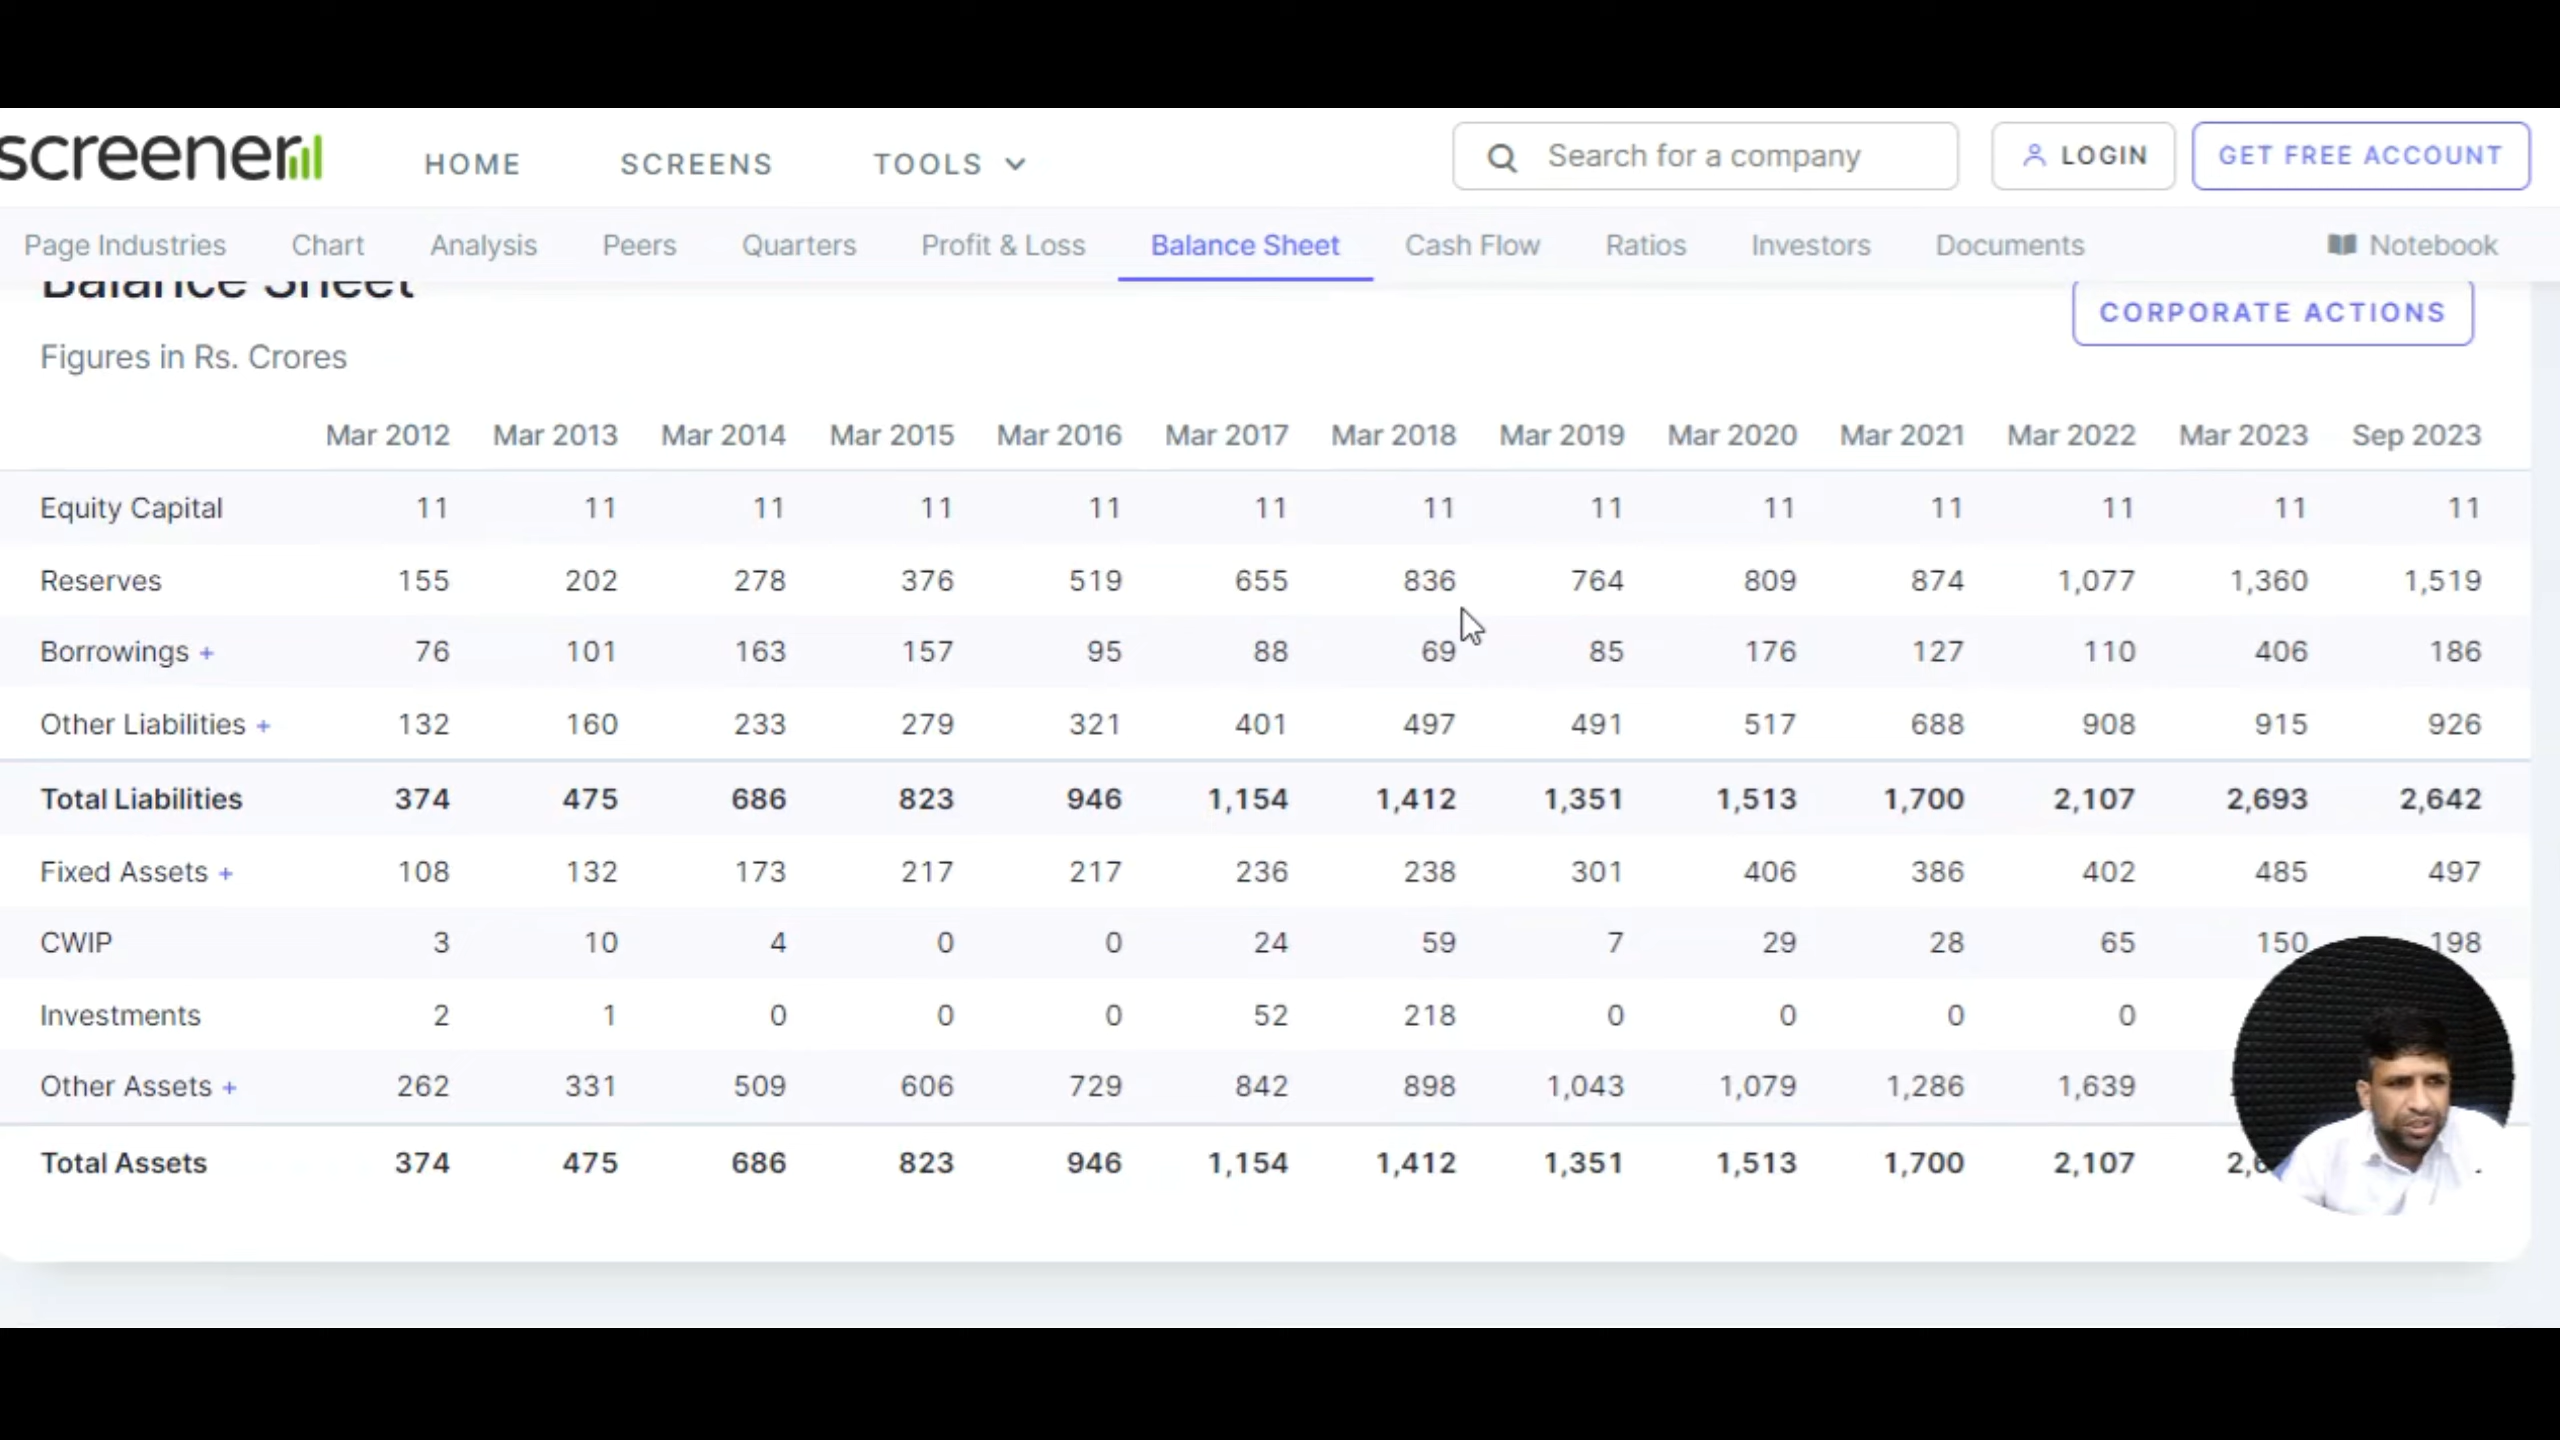 screener
HOME SCREENS TOOLS Search for a company LOGIN GET FREE ACCOUNT
Page Industries Chart Analysis Peers Quarters Profit & Loss Balance Sheet Cash Flow Ratios Investors Documents Notebook
Balance Sheet
CORPORATE ACTIONS
Figures in Rs. Crores
Mar 2012 Mar 2013 Mar 2014 Mar 2015 Mar 2016 Mar 2017 Mar 2018 Mar 2019 Mar 2020 Mar 2021 Mar 2022 Mar 2023 Sep 2023
Equity Capital 11 11 11 11 11 11 11 11 11 11 11 11 11
Reserves 155 202 278 376 519 655 836 764 809 874 1,077 1,360 1,519
Borrowings + 76 101 163 157 95 88 69 85 176 127 110 406 186
Other Liabilities + 132 160 233 279 321 401 497 491 517 688 908 915 926
Total Liabilities 374 475 686 823 946 1,154 1,412 1,351 1,513 1,700 2,107 2,693 2,642
Fixed Assets + 108 132 173 217 217 236 238 301 406 386 402 485 497
CWIP 3 10 4 0 0 24 59 7 29 28 65 150 198
Investments 2 1 0 0 0 52 218 0 0 0 0
Other Assets + 262 331 509 606 729 842 898 1,043 1,079 1,286 1,639
Total Assets 374 475 686 823 946 1,154 1,412 1,351 1,513 1,700 2,107